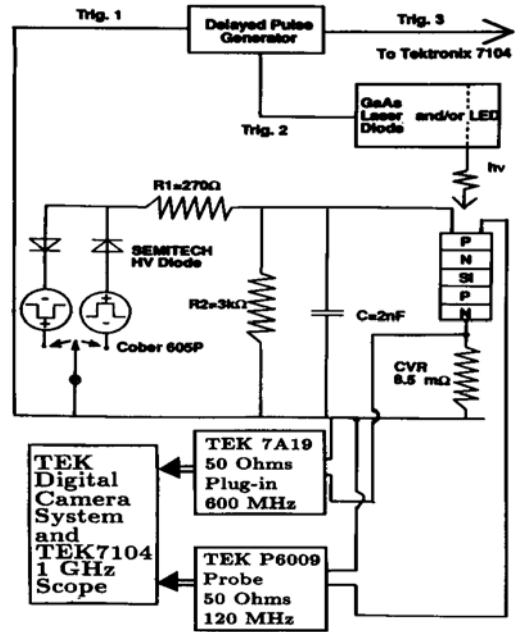 Trig. 1
Delayed Pulse
Generator
Trig. 3
To Tektronix 7104
Trig. 2
GaAs
Laser
Diode
and/or LED
hν
R1=270Ω
SEMITECH
HV Diode
P
N
SI
P
N
R2=3kΩ
C=2nF
Cober 605P
CVR
6.5 mΩ
TEK
Digital
Camera
System
and
TEK7104
1 GHz
Scope
TEK 7A19
50 Ohms
Plug-in
600 MHz
TEK P6009
Probe
50 Ohms
120 MHz